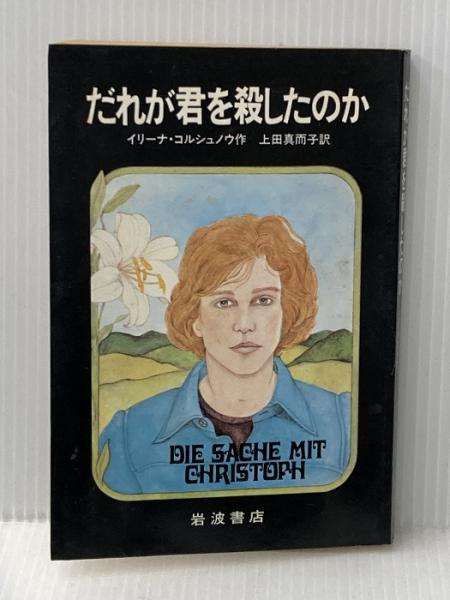 だれが君を殺したのか
イリーナ・コルシュノウ作 上田真而子訳
DIE SACHE MIT
CHRISTOPH
岩波書店